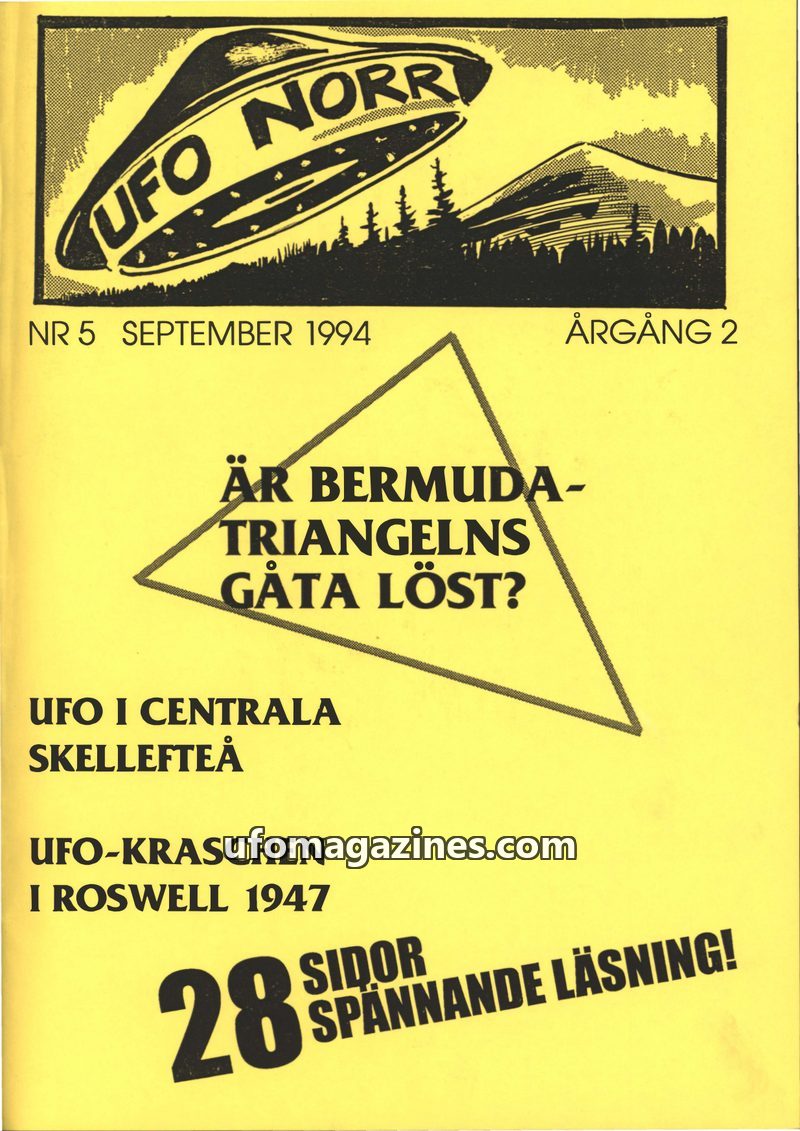 UFO NORR
NR 5 SEPTEMBER 1994 ÅRGÅNG 2
ÄR BERMUDA-
TRIANGELNS
GÅTA LÖST?
UFO I CENTRALA
SKELLEFTEÅ
UFO-KRASCHEN
ufomagazines.com
I ROSWELL 1947
28 SIDOR
SPÄNNANDE LÄSNING!